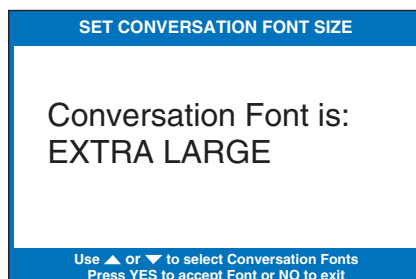 SET CONVERSATION FONT SIZE
Conversation Font is:
EXTRA LARGE
Use ▲ or ▼ to select Conversation Fonts
Press YES to accept Font or NO to exit